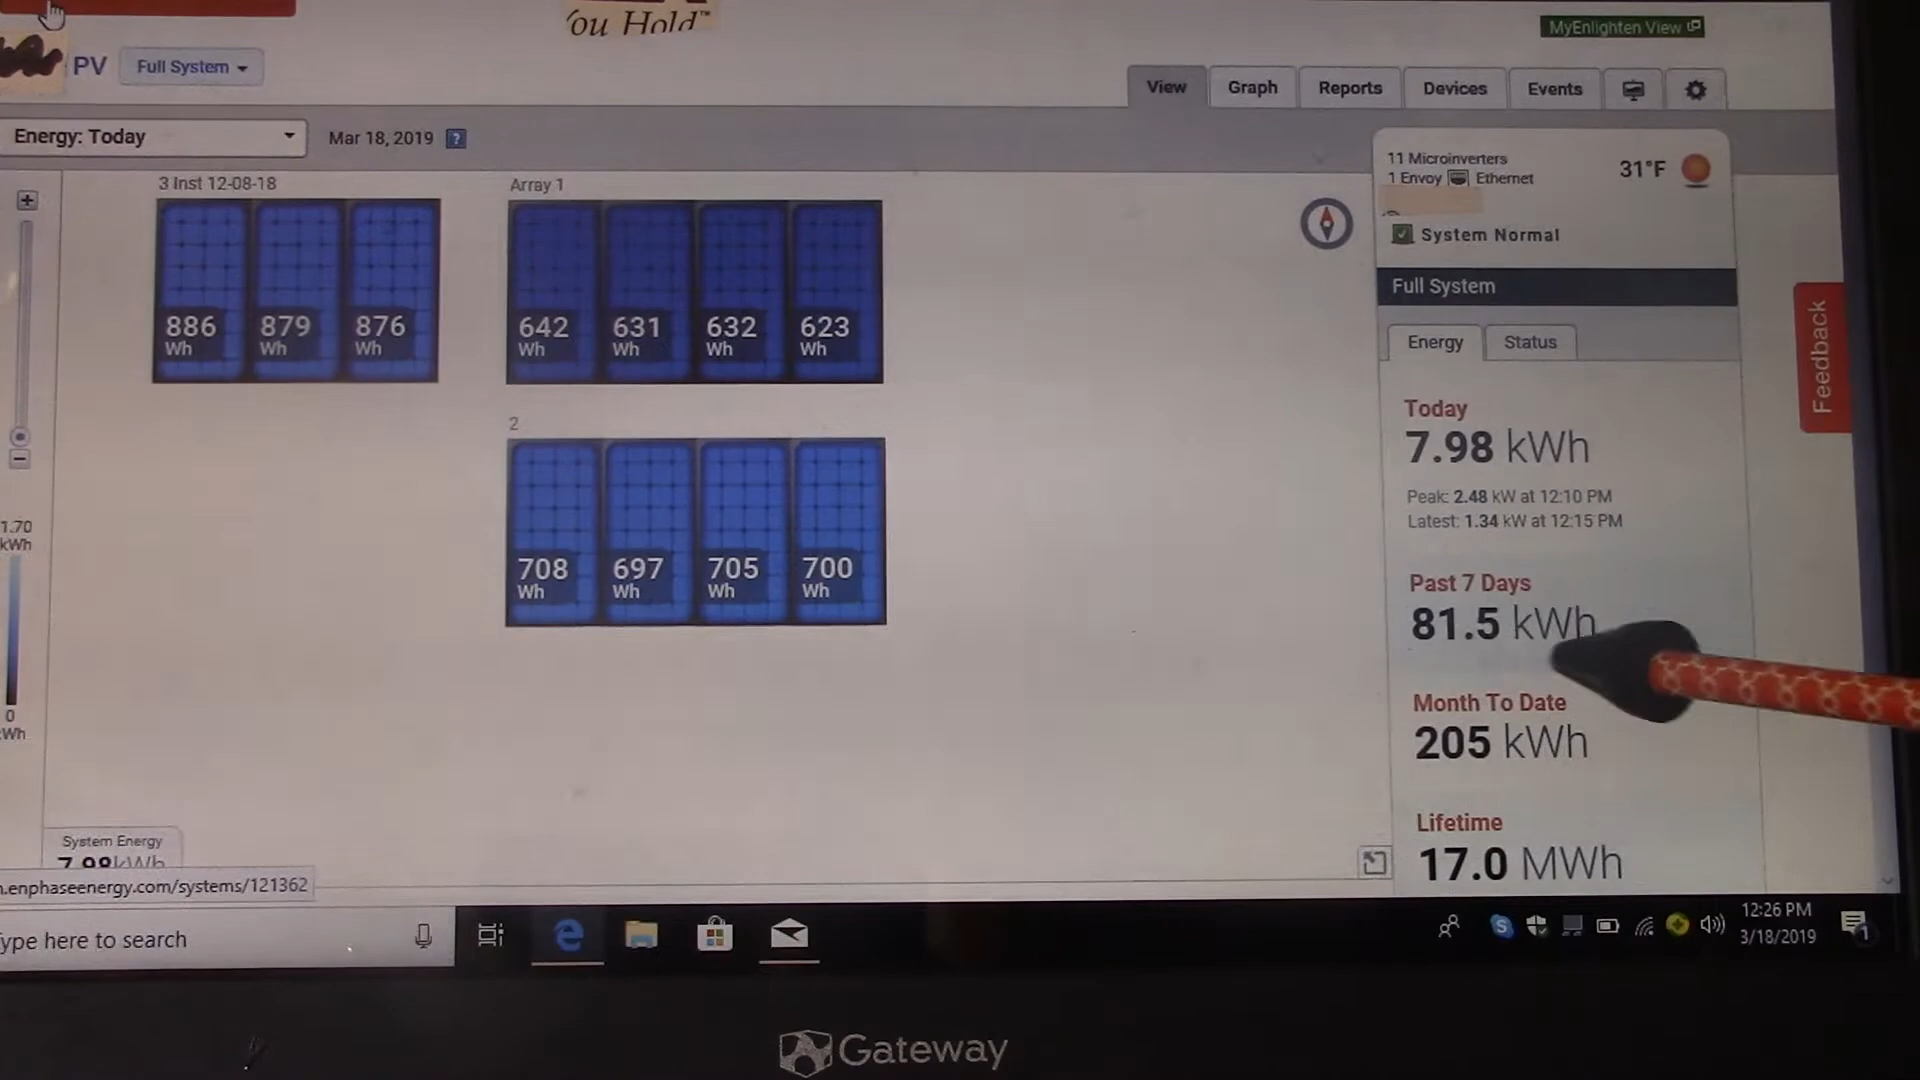 You Hold™
MyEnlighten View
PV
Full System
View
Graph
Reports
Devices
Events
Energy: Today
Mar 18, 2019
?
11 Microinverters
1 Envoy Ethernet
31°F
System Normal
Full System
Energy
Status
Today
7.98 kWh
Peak: 2.48 kW at 12:10 PM
Latest: 1.34 kW at 12:15 PM
Past 7 Days
81.5 kWh
Month To Date
205 kWh
Lifetime
17.0 MWh
Feedback
3 Inst 12-08-18
886 Wh
879 Wh
876 Wh
Array 1
642 Wh
631 Wh
632 Wh
623 Wh
2
708 Wh
697 Wh
705 Wh
700 Wh
1.70
kWh
0
kWh
System Energy
7.98kWh
.enphaseenergy.com/systems/121362
ype here to search
12:26 PM
3/18/2019
1
Gateway